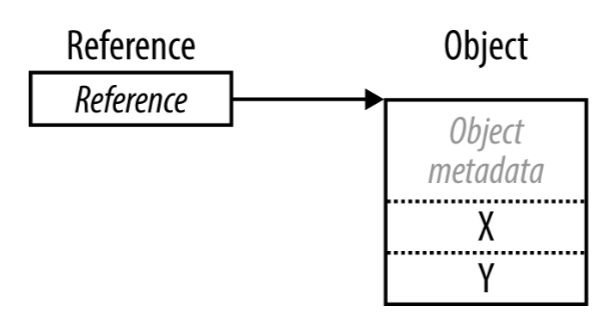 Reference
Object
Reference
Object
metadata
X
Y